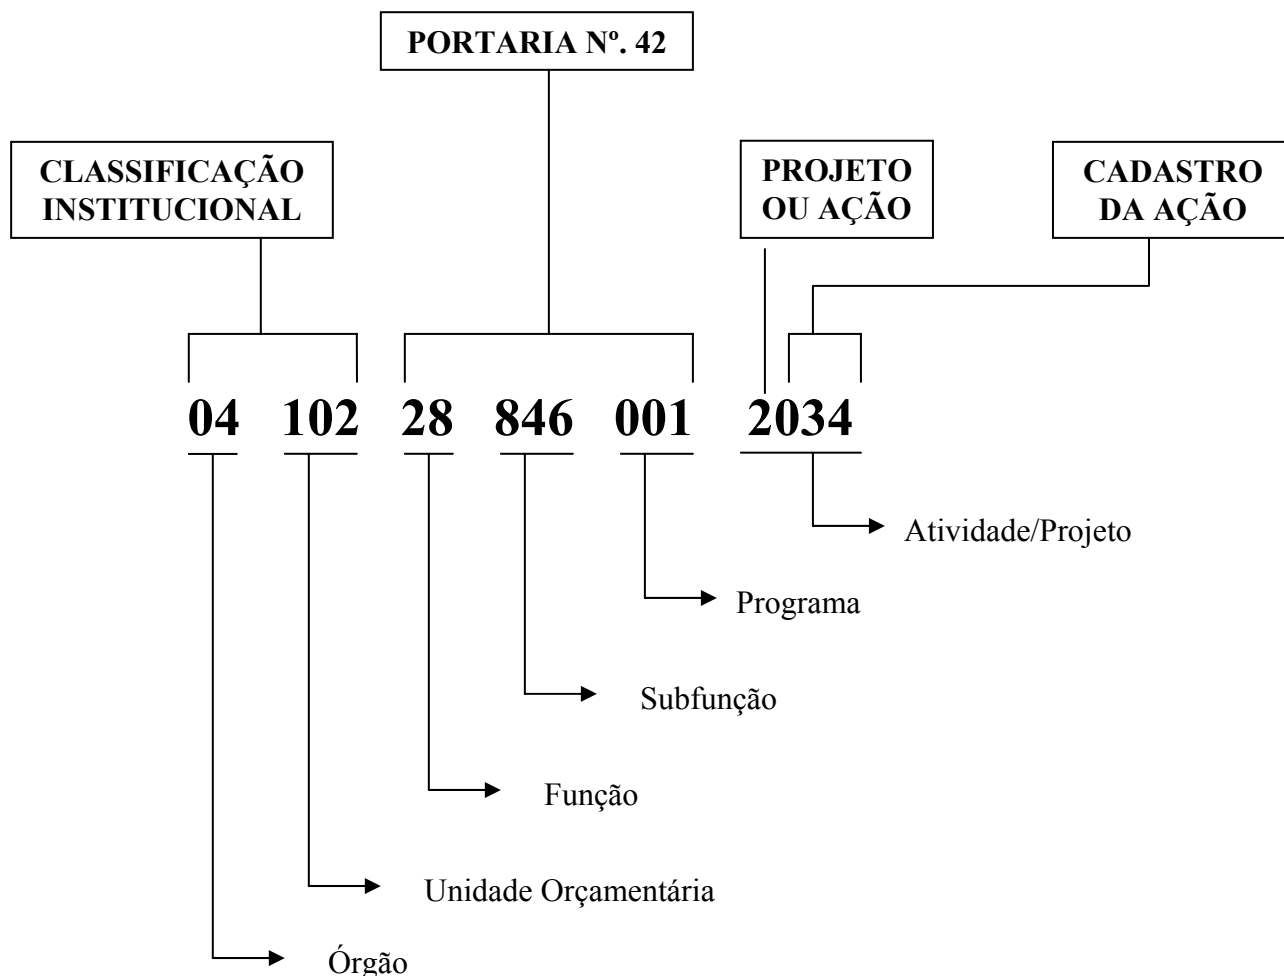 PORTARIA Nº. 42
CLASSIFICAÇÃO
INSTITUCIONAL
PROJETO
OU AÇÃO
CADASTRO
DA AÇÃO
04 102 28 846 001 2034
Atividade/Projeto
Programa
Subfunção
Função
Unidade Orçamentária
Órgão